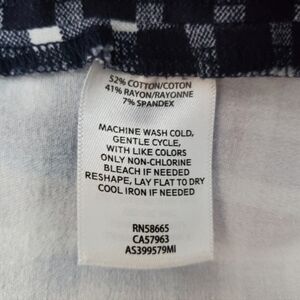 52% COTTON/COTON
41% RAYON/RAYONNE
7% SPANDEX
MACHINE WASH COLD,
GENTLE CYCLE,
WITH LIKE COLORS
ONLY NON-CHLORINE
BLEACH IF NEEDED
RESHAPE, LAY FLAT TO DRY
COOL IRON IF NEEDED
RN58665
CA57963
AS399579MI